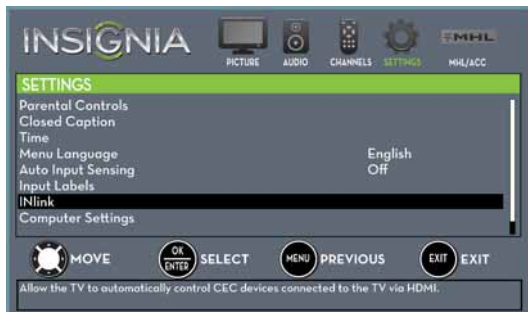 INSIGNIA
PICTURE AUDIO CHANNELS SETTINGS MHL/ACC
MHL
SETTINGS
Parental Controls
Closed Caption
Time
Menu Language English
Auto Input Sensing Off
Input Labels
INlink
Computer Settings
MOVE OK ENTER SELECT MENU PREVIOUS EXIT EXIT
Allow the TV to automatically control CEC devices connected to the TV via HDMI.